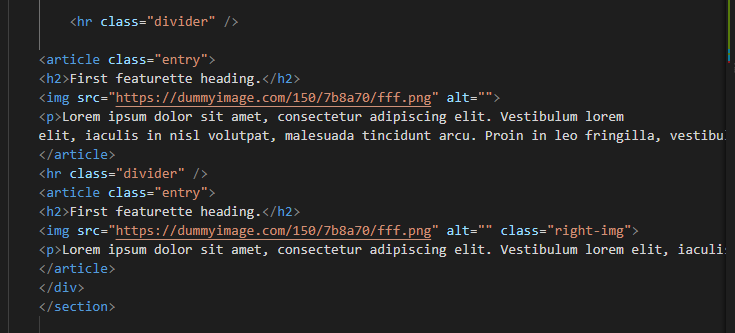 <hr class="divider" />
<article class="entry">
<h2>First featurette heading.</h2>
<img src="https://dummyimage.com/150/7b8a70/fff.png" alt="">
<p>Lorem ipsum dolor sit amet, consectetur adipiscing elit. Vestibulum lorem
elit, iaculis in nisl volutpat, malesuada tincidunt arcu. Proin in leo fringilla,
</article>
<hr class="divider" />
<article class="entry">
<h2>First featurette heading.</h2>
<img src="https://dummyimage.com/150/7b8a70/fff.png" alt="" class="right-img">
<p>Lorem ipsum dolor sit amet, consectetur adipiscing elit. Vestibulum lorem elit,
</article>
</div>
</section>